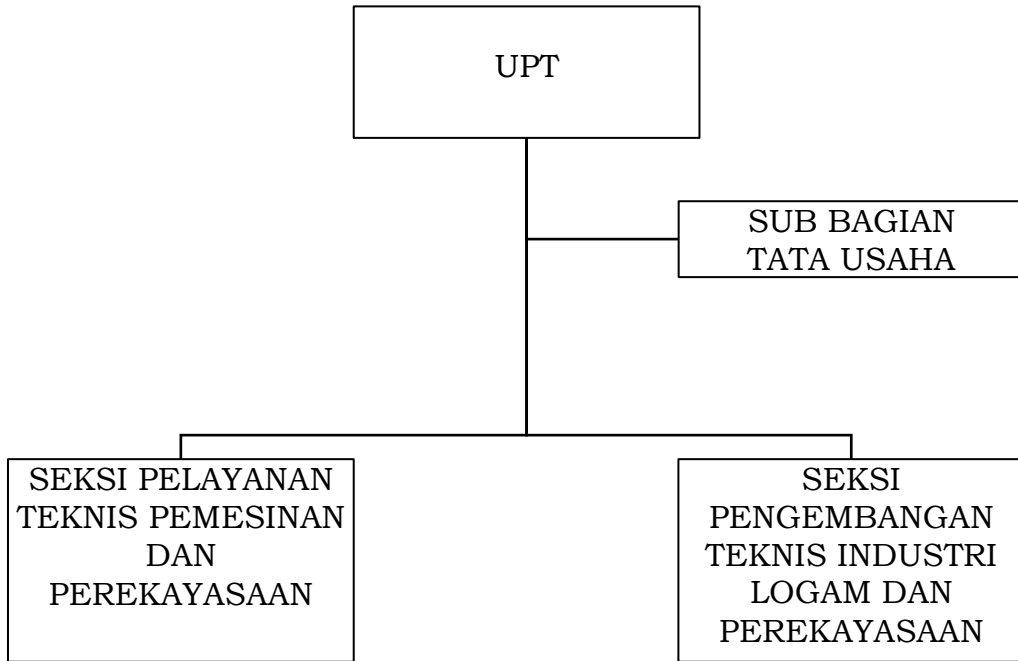 UPT
SUB BAGIAN
TATA USAHA
SEKSI PELAYANAN
TEKNIS PEMESINAN
DAN
PEREKAYASAAN
SEKSI
PENGEMBANGAN
TEKNIS INDUSTRI
LOGAM DAN
PEREKAYASAAN